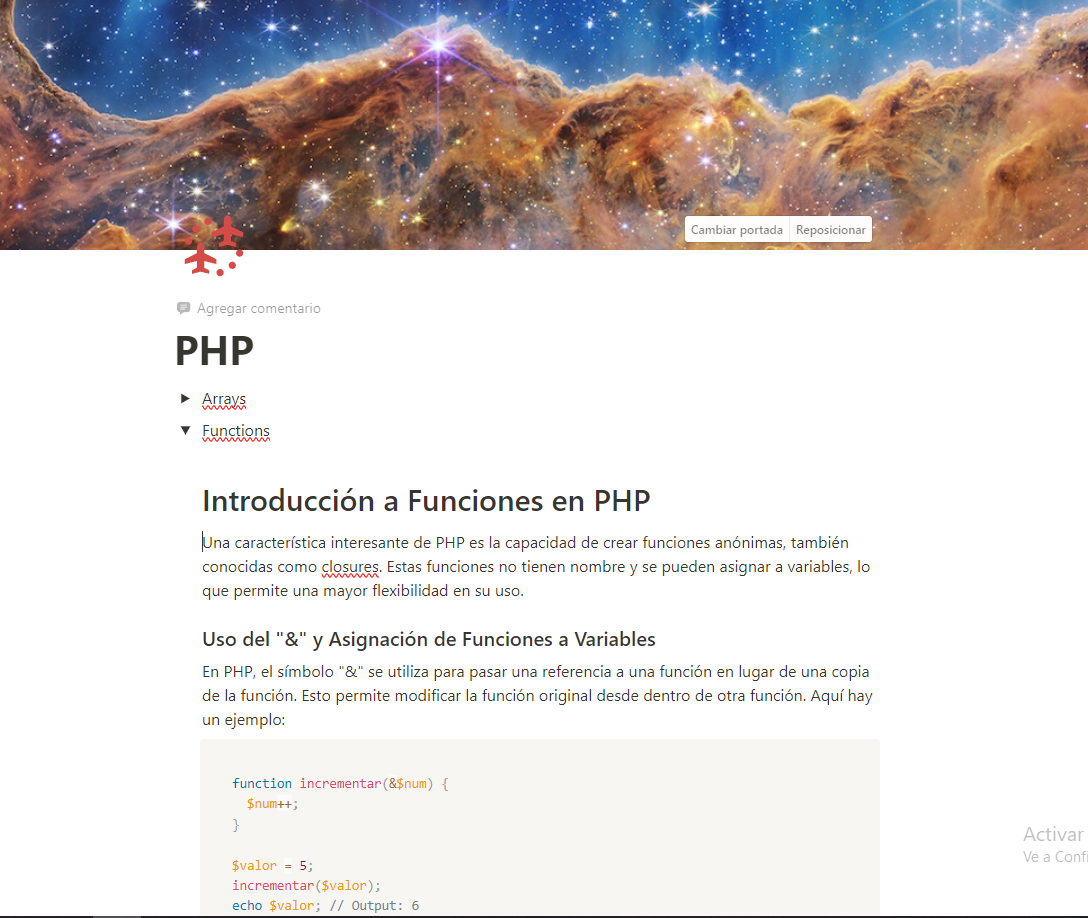 Cambiar portada Reposicionar
Agregar comentario
PHP
Arrays
Functions
Introducción a Funciones en PHP
Una característica interesante de PHP es la capacidad de crear funciones anónimas, también
conocidas como closures. Estas funciones no tienen nombre y se pueden asignar a variables, lo
que permite una mayor flexibilidad en su uso.
Uso del "&" y Asignación de Funciones a Variables
En PHP, el símbolo "&" se utiliza para pasar una referencia a una función en lugar de una copia
de la función. Esto permite modificar la función original desde dentro de otra función. Aquí hay
un ejemplo:
function incrementar(&$num) {
  $num++;
}
$valor = 5;
incrementar($valor);
echo $valor; // Output: 6
Activar
Ve a Confi